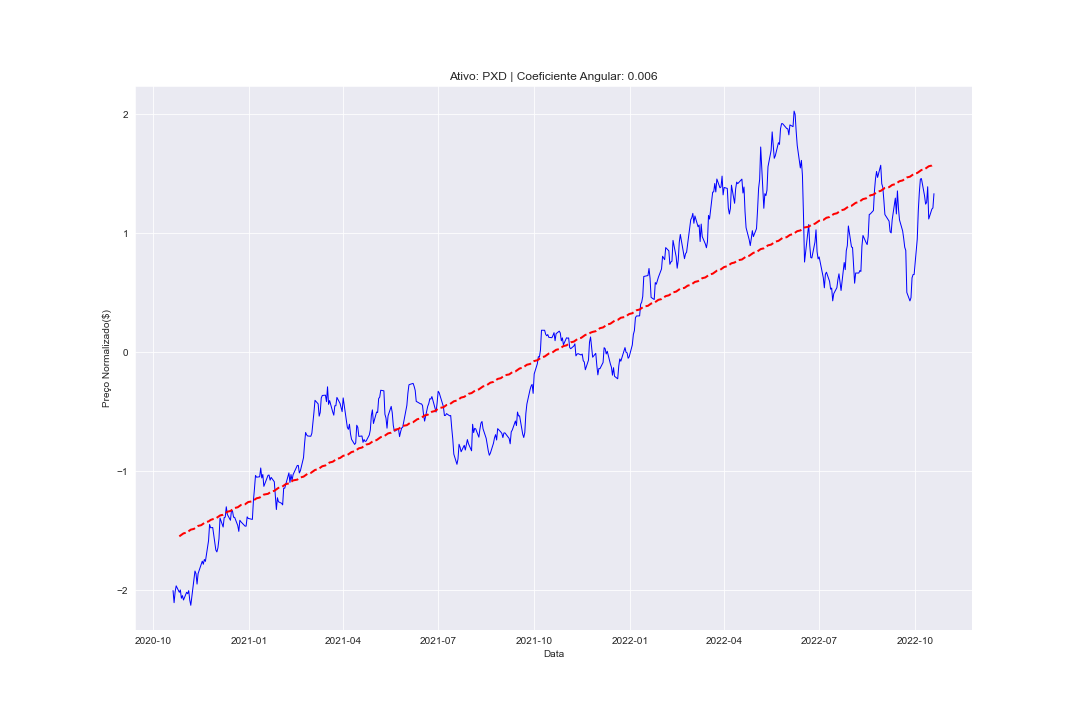 Ativo: PXD | Coeficiente Angular: 0.006
Preço Normalizado($)
2
1
0
−1
−2
2020-10 2021-01 2021-04 2021-07 2021-10 2022-01 2022-04 2022-07 2022-10
Data